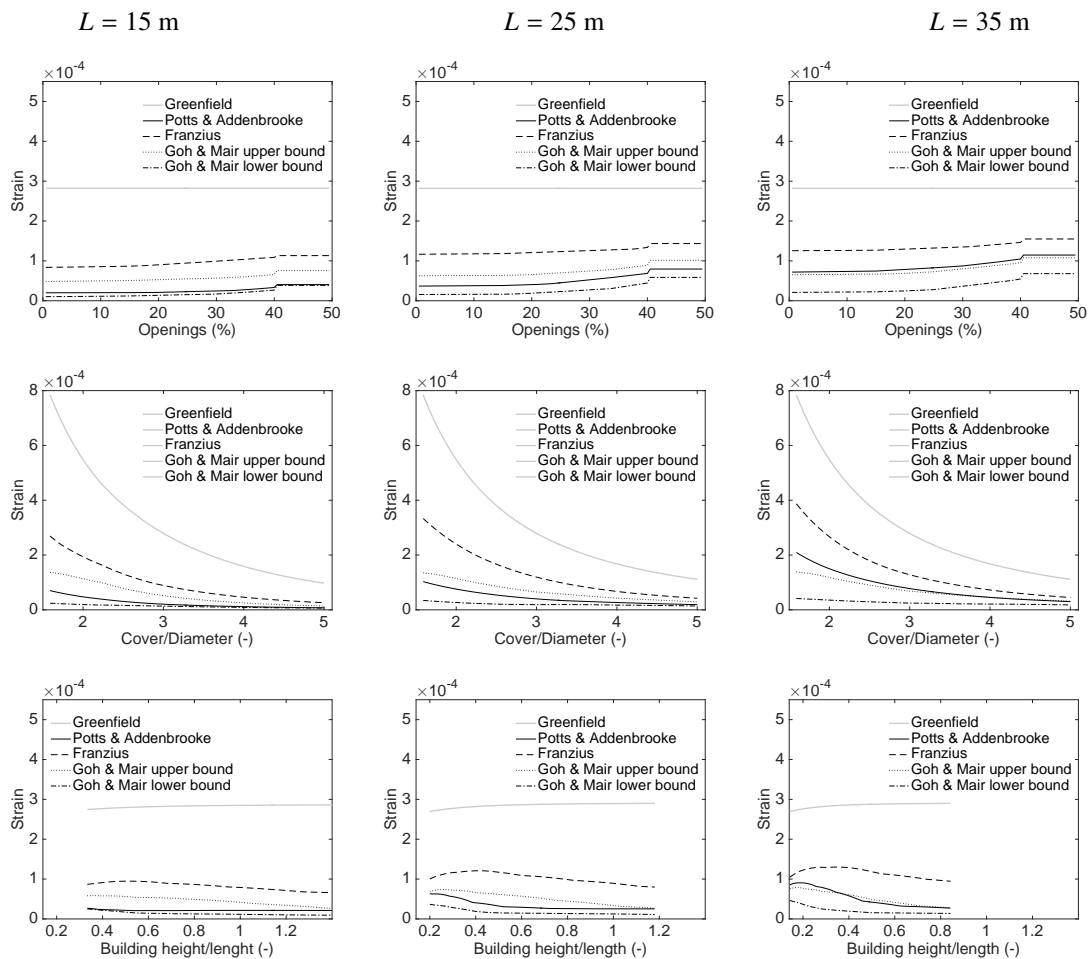 L = 15 m
L = 25 m
L = 35 m
×10⁻⁴
5
4
3
2
1
0
Strain
Greenfield
Potts & Addenbrooke
Franzius
Goh & Mair upper bound
Goh & Mair lower bound
0 10 20 30 40 50
Openings (%)
×10⁻⁴
5
4
3
2
1
0
Strain
Greenfield
Potts & Addenbrooke
Franzius
Goh & Mair upper bound
Goh & Mair lower bound
0 10 20 30 40 50
Openings (%)
×10⁻⁴
5
4
3
2
1
0
Strain
Greenfield
Potts & Addenbrooke
Franzius
Goh & Mair upper bound
Goh & Mair lower bound
0 10 20 30 40 50
Openings (%)
×10⁻⁴
8
6
4
2
0
Strain
Greenfield
Potts & Addenbrooke
Franzius
Goh & Mair upper bound
Goh & Mair lower bound
2 3 4 5
Cover/Diameter (-)
×10⁻⁴
8
6
4
2
0
Strain
Greenfield
Potts & Addenbrooke
Franzius
Goh & Mair upper bound
Goh & Mair lower bound
2 3 4 5
Cover/Diameter (-)
×10⁻⁴
8
6
4
2
0
Strain
Greenfield
Potts & Addenbrooke
Franzius
Goh & Mair upper bound
Goh & Mair lower bound
2 3 4 5
Cover/Diameter (-)
×10⁻⁴
5
4
3
2
1
0
Strain
Greenfield
Potts & Addenbrooke
Franzius
Goh & Mair upper bound
Goh & Mair lower bound
0.2 0.4 0.6 0.8 1 1.2
Building height/lenght (-)
×10⁻⁴
5
4
3
2
1
0
Strain
Greenfield
Potts & Addenbrooke
Franzius
Goh & Mair upper bound
Goh & Mair lower bound
0.2 0.4 0.6 0.8 1 1.2
Building height/length (-)
×10⁻⁴
5
4
3
2
1
0
Strain
Greenfield
Potts & Addenbrooke
Franzius
Goh & Mair upper bound
Goh & Mair lower bound
0.2 0.4 0.6 0.8 1 1.2
Building height/length (-)